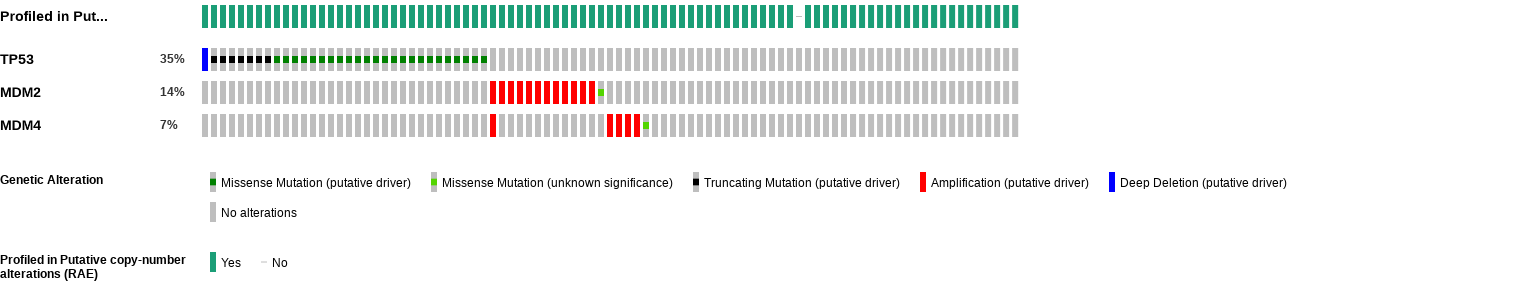 Profiled in Put...
TP53 35%
MDM2 14%
MDM4 7%
Genetic Alteration Missense Mutation (putative driver) Missense Mutation (unknown significance) Truncating Mutation (putative driver) Amplification (putative driver) Deep Deletion (putative driver)
No alterations
Profiled in Putative copy-number Yes No
alterations (RAE)